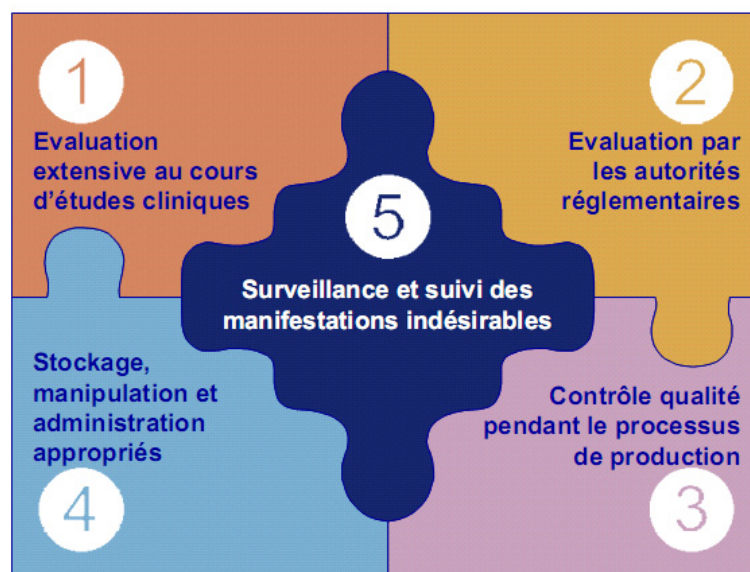 1
Evaluation
extensive au cours
d'études cliniques
2
Evaluation par
les autorités
réglementaires
5
Surveillance et suivi des
manifestations indésirables
Stockage,
manipulation et
administration
appropriés
4
Contrôle qualité
pendant le processus
de production
3